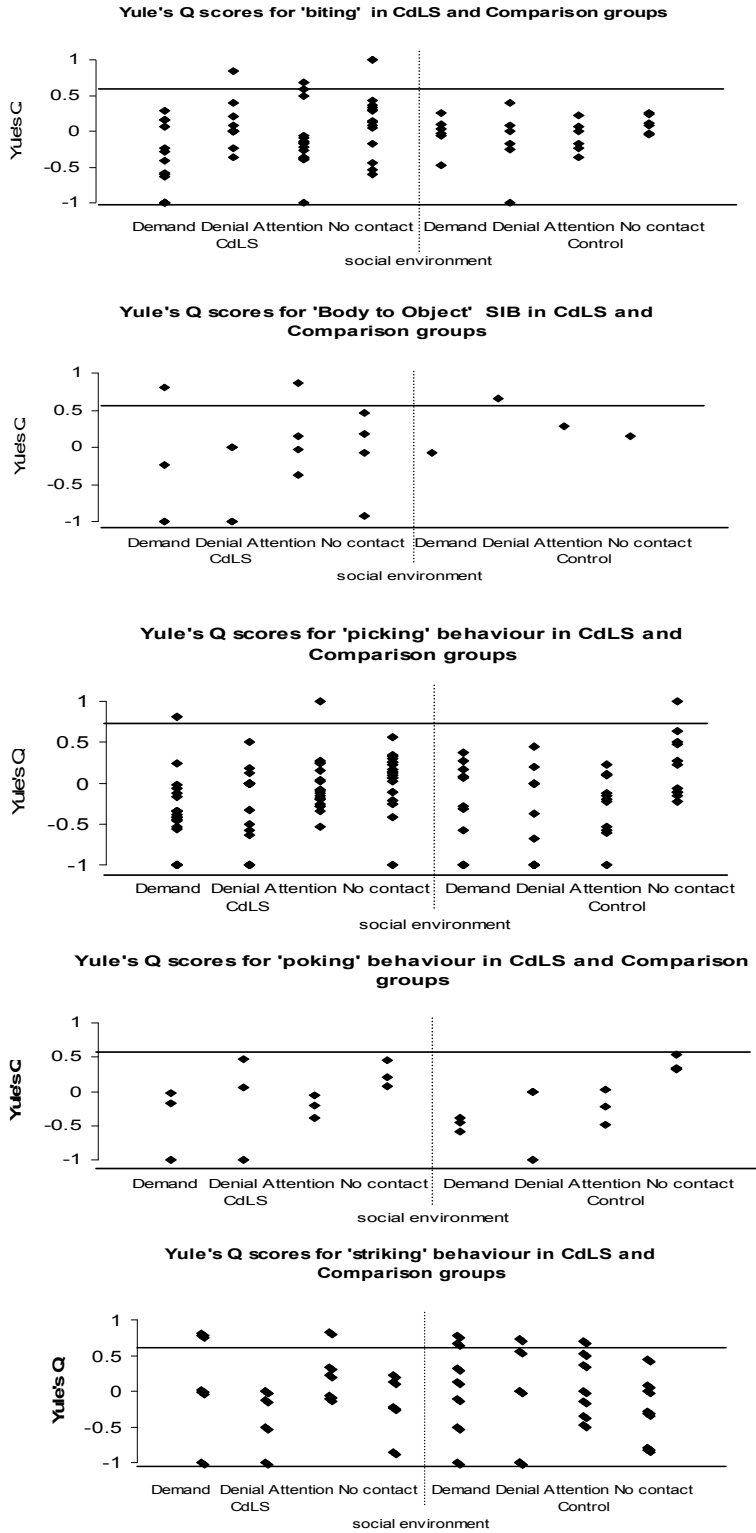 Yule's Q scores for 'biting' in CdLS and Comparison groups
1
0.5
0
-0.5
-1
Yule's Q
Demand Denial Attention No contact Demand Denial Attention No contact
CdLS Control
social environment
Yule's Q scores for 'Body to Object' SIB in CdLS and
Comparison groups
1
0.5
0
-0.5
-1
Yule's Q
Demand Denial Attention No contact Demand Denial Attention No contact
CdLS Control
social environment
Yule's Q scores for 'picking' behaviour in CdLS and
Comparison groups
1
0.5
0
-0.5
-1
Yule's Q
Demand Denial Attention No contact Demand Denial Attention No contact
CdLS Control
social environment
Yule's Q scores for 'poking' behaviour in CdLS and Comparison
groups
1
0.5
0
-0.5
-1
Yule's Q
Demand Denial Attention No contact Demand Denial Attention No contact
CdLS Control
social environment
Yule's Q scores for 'striking' behaviour in CdLS and
Comparison groups
1
0.5
0
-0.5
-1
Yule's Q
Demand Denial Attention No contact Demand Denial Attention No contact
CdLS Control
social environment